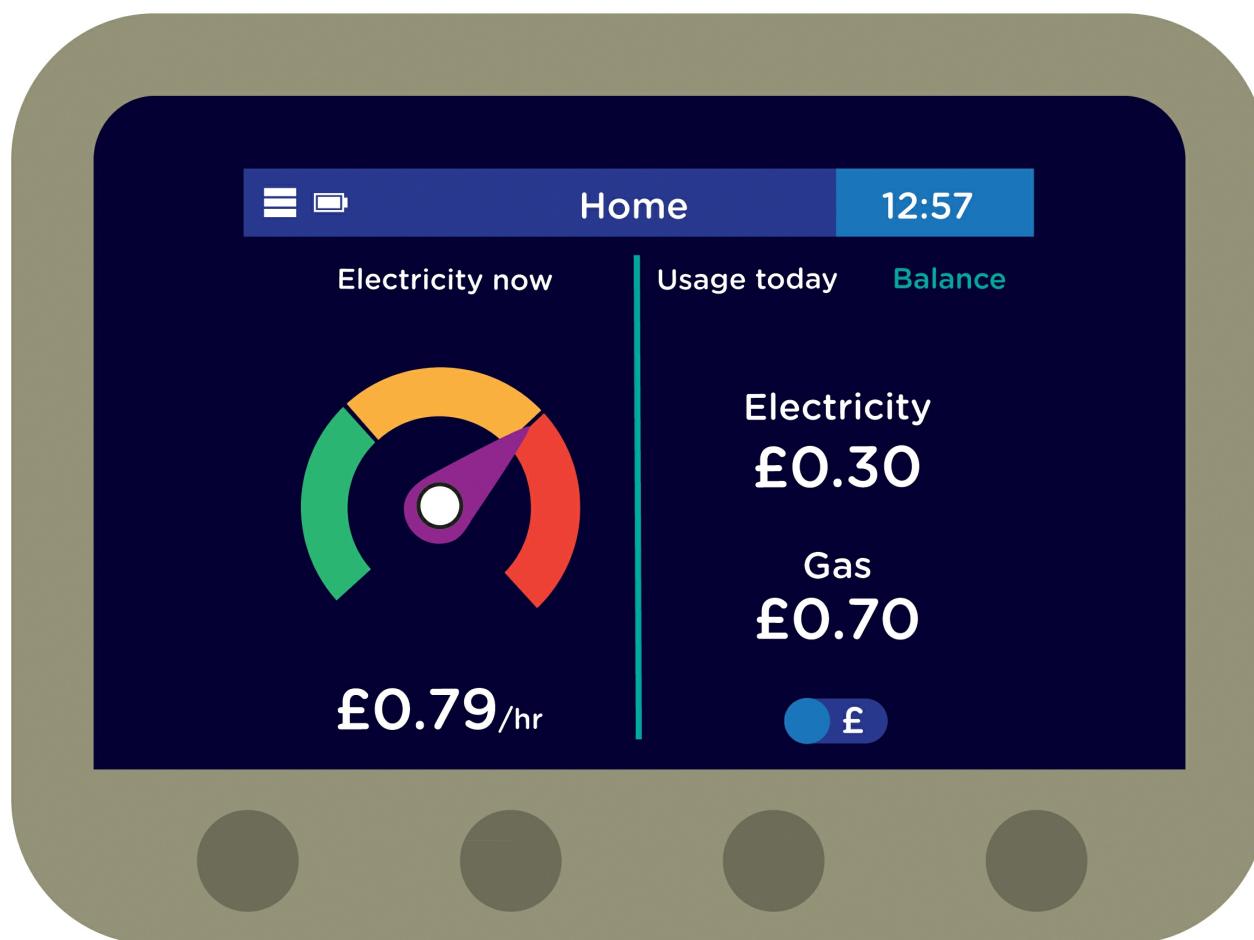 Home 12:57
Electricity now
£0.79/hr
Usage today Balance
Electricity
£0.30
Gas
£0.70
£